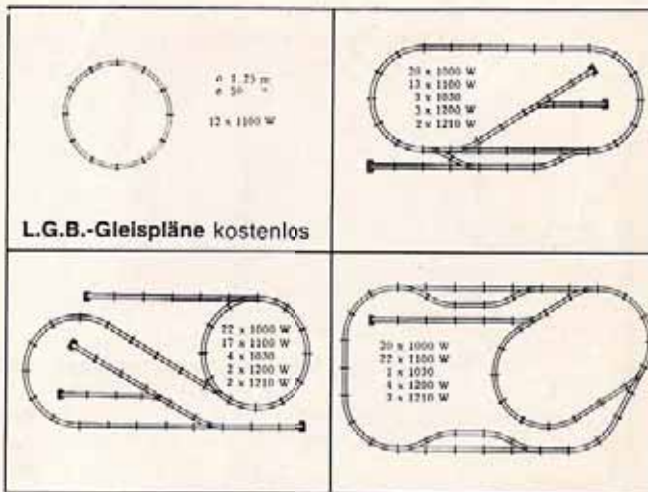 ø 1,25 m
ø 50 "
12 x 1100 W
L.G.B.-Gleispläne kostenlos
20 x 1000 W
13 x 1100 W
3 x 1030
3 x 1200 W
2 x 1210 W
22 x 1000 W
17 x 1100 W
4 x 1030
2 x 1200 W
2 x 1210 W
20 x 1000 W
22 x 1100 W
1 x 1030
4 x 1200 W
3 x 1210 W